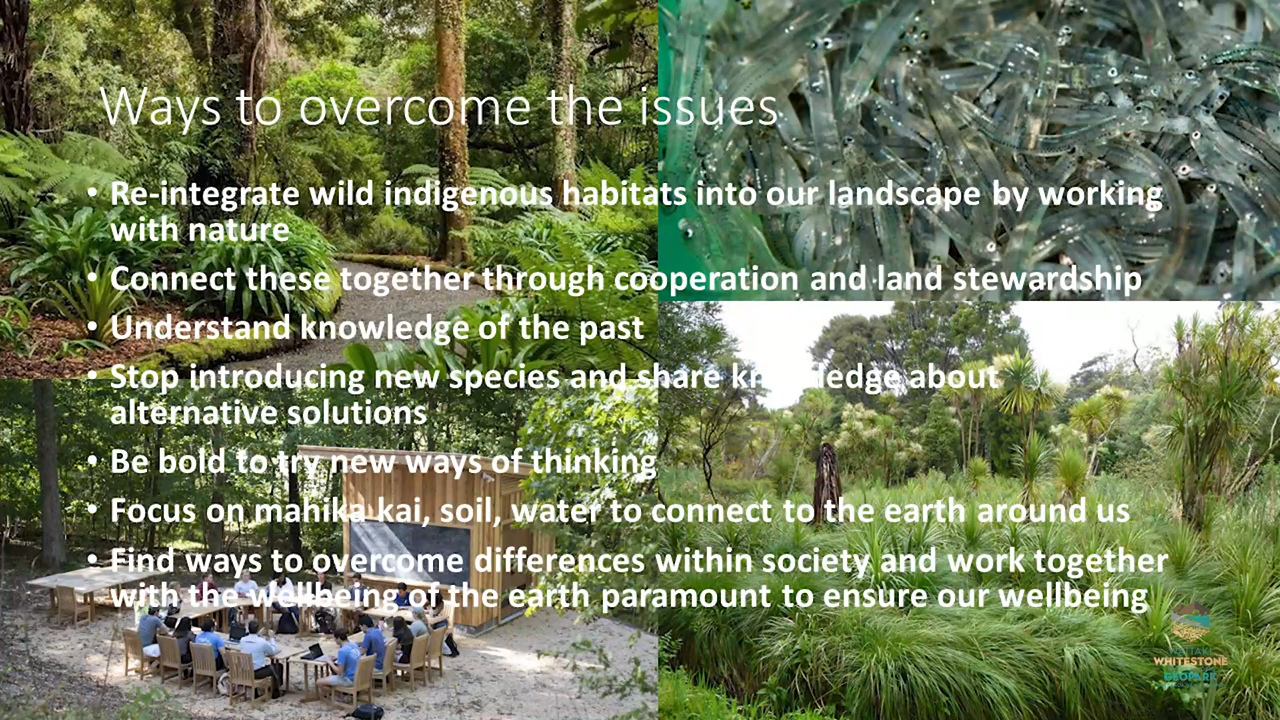 Ways to overcome the issues
• Re-integrate wild indigenous habitats into our landscape by working
with nature
• Connect these together through cooperation and land stewardship
• Understand knowledge of the past
• Stop introducing new species and share knowledge about
alternative solutions
• Be bold to try new ways of thinking
• Focus on mahika kai, soil, water to connect to the earth around us
• Find ways to overcome differences within society and work together
with the wellbeing of the earth paramount to ensure our wellbeing
WAITAKI
WHITESTONE
GEOPARK